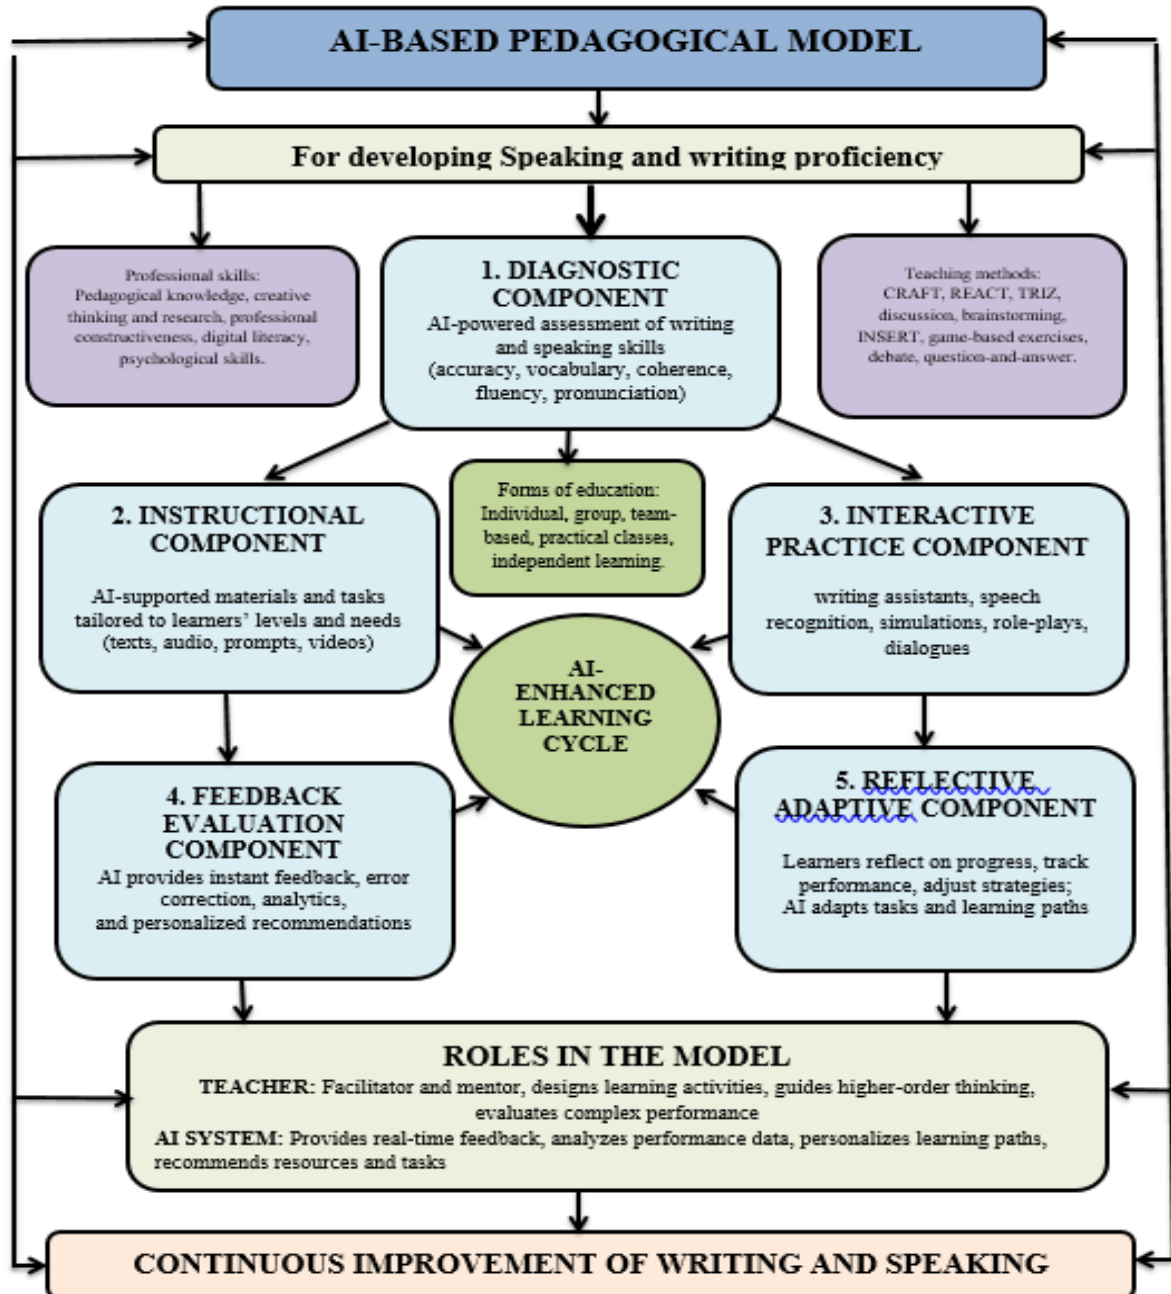 AI-BASED PEDAGOGICAL MODEL
For developing Speaking and writing proficiency
Professional skills:
Pedagogical knowledge, creative
thinking and research, professional
constructiveness, digital literacy,
psychological skills.
1. DIAGNOSTIC
COMPONENT
AI-powered assessment of writing
and speaking skills
(accuracy, vocabulary, coherence,
fluency, pronunciation)
Teaching methods:
CRAFT, REACT, TRIZ,
discussion, brainstorming,
INSERT, game-based exercises,
debate, question-and-answer.
2. INSTRUCTIONAL
COMPONENT
AI-supported materials and tasks
tailored to learners' levels and needs
(texts, audio, prompts, videos)
Forms of education:
Individual, group, team-
based, practical classes,
independent learning.
3. INTERACTIVE
PRACTICE COMPONENT
writing assistants, speech
recognition, simulations, role-plays,
dialogues
AI-
ENHANCED
LEARNING
CYCLE
4. FEEDBACK
EVALUATION
COMPONENT
AI provides instant feedback, error
correction, analytics,
and personalized recommendations
5. REFLECTIVE
ADAPTIVE COMPONENT
Learners reflect on progress, track
performance, adjust strategies;
AI adapts tasks and learning paths
ROLES IN THE MODEL
TEACHER: Facilitator and mentor, designs learning activities, guides higher-order thinking,
evaluates complex performance
AI SYSTEM: Provides real-time feedback, analyzes performance data, personalizes learning paths,
recommends resources and tasks
CONTINUOUS IMPROVEMENT OF WRITING AND SPEAKING